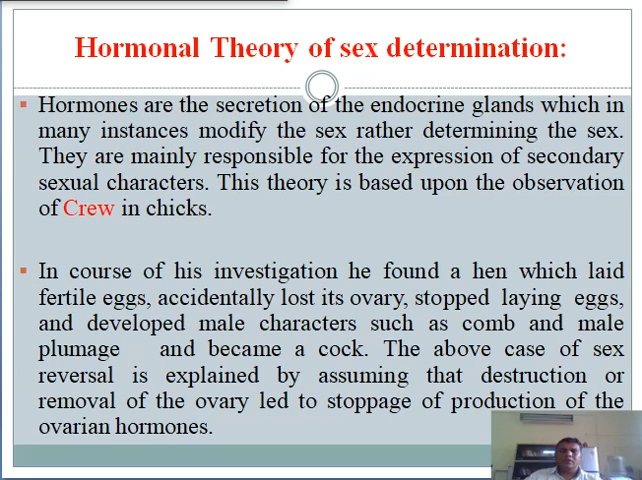 Hormonal Theory of sex determination:
Hormones are the secretion of the endocrine glands which in
many instances modify the sex rather determining the sex.
They are mainly responsible for the expression of secondary
sexual characters. This theory is based upon the observation
of Crew in chicks.
In course of his investigation he found a hen which laid
fertile eggs, accidentally lost its ovary, stopped laying eggs,
and developed male characters such as comb and male
plumage and became a cock. The above case of sex
reversal is explained by assuming that destruction or
removal of the ovary led to stoppage of production of the
ovarian hormones.